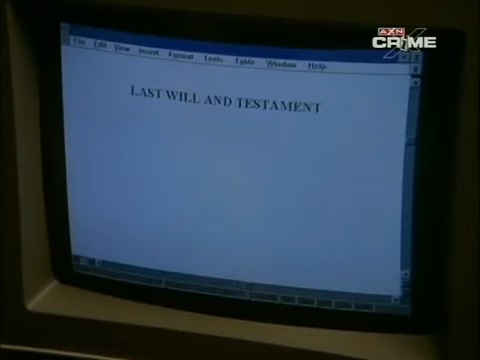 AXN
CRIME
File Edit View Insert Format Tools Table Window Help
LAST WILL AND TESTAMENT